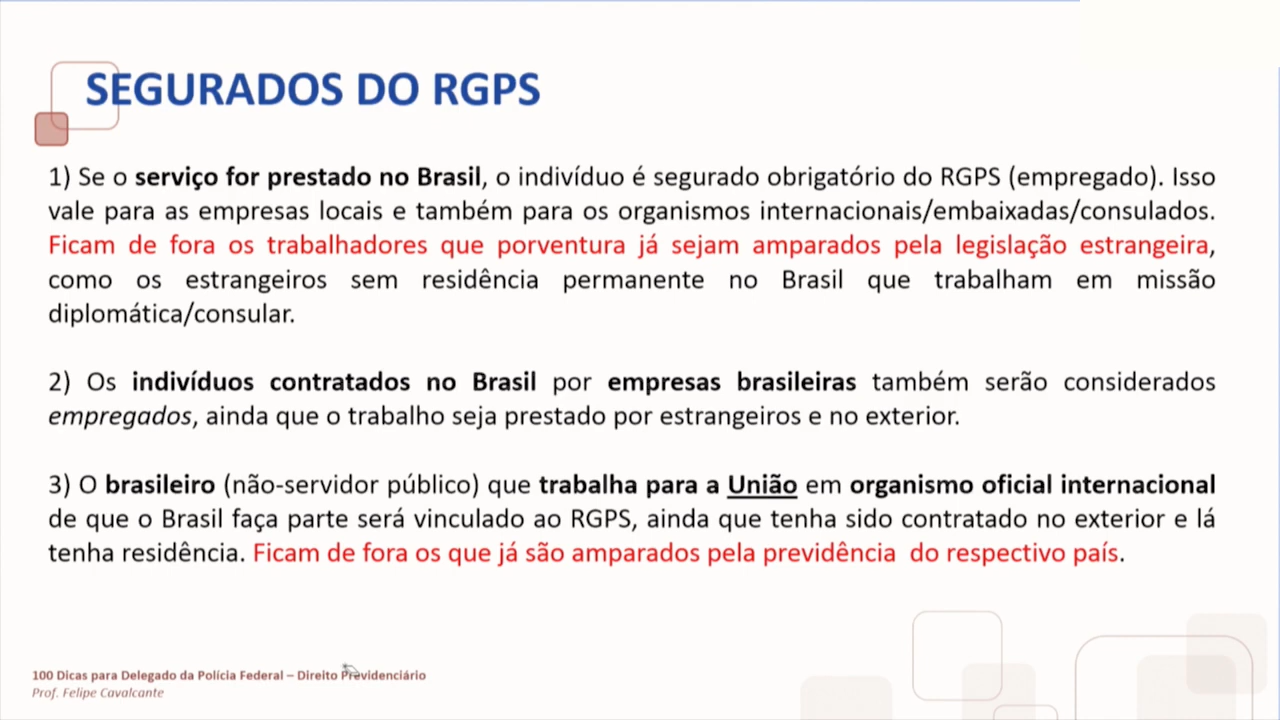 SEGURADOS DO RGPS
1) Se o serviço for prestado no Brasil, o indivíduo é segurado obrigatório do RGPS (empregado). Isso
vale para as empresas locais e também para os organismos internacionais/embaixadas/consulados.
Ficam de fora os trabalhadores que porventura já sejam amparados pela legislação estrangeira,
como os estrangeiros sem residência permanente no Brasil que trabalham em missão
diplomática/consular.
2) Os indivíduos contratados no Brasil por empresas brasileiras também serão considerados
empregados, ainda que o trabalho seja prestado por estrangeiros e no exterior.
3) O brasileiro (não-servidor público) que trabalha para a União em organismo oficial internacional
de que o Brasil faça parte será vinculado ao RGPS, ainda que tenha sido contratado no exterior e lá
tenha residência. Ficam de fora os que já são amparados pela previdência do respectivo país.
100 Dicas para Delegado da Polícia Federal – Direito Previdenciário
Prof. Felipe Cavalcante